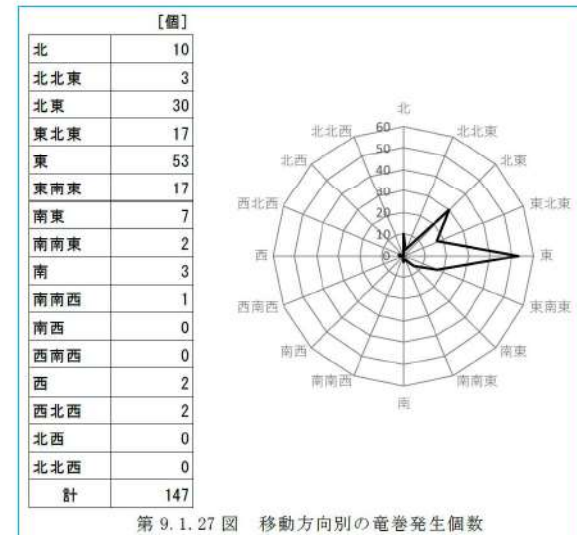 [個]
北 10
北北東 3
北東 30
東北東 17
東 53
東南東 17
南東 7
南南東 2
南 3
南南西 1
南西 0
西南西 0
西 2
西北西 2
北西 0
北北西 0
計 147
北
北北西 60 北北東
50
北西 40 北東
30
西北西 20 東北東
10
西 0 東
西南西 東南東
南西 南東
南南西 南南東
南
第 9.1.27 図 移動方向別の竜巻発生個数